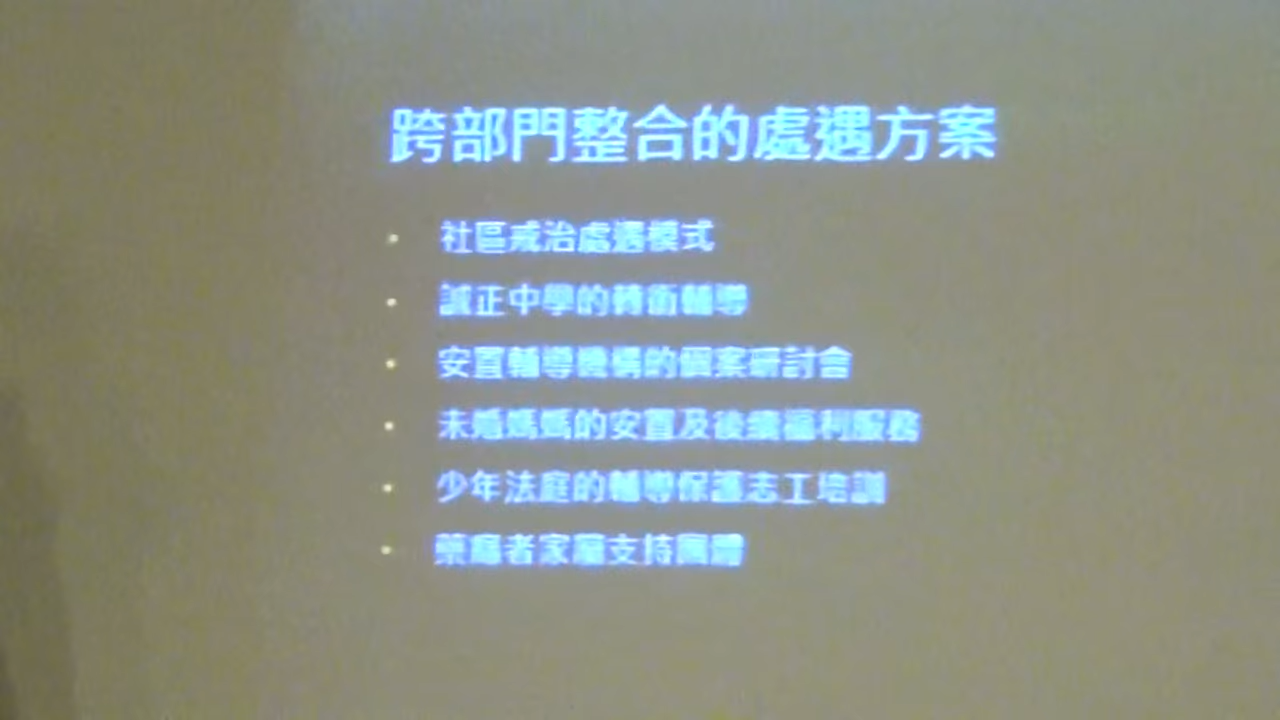 跨部門整合的處遇方案
• 社區戒治處遇模式
• 誠正中學的轉銜輔導
• 安置輔導機構的個案研討會
• 未婚媽媽的安置及後續福利服務
• 少年法庭的輔導保護志工培訓
• 藥癮者家屬支持團體